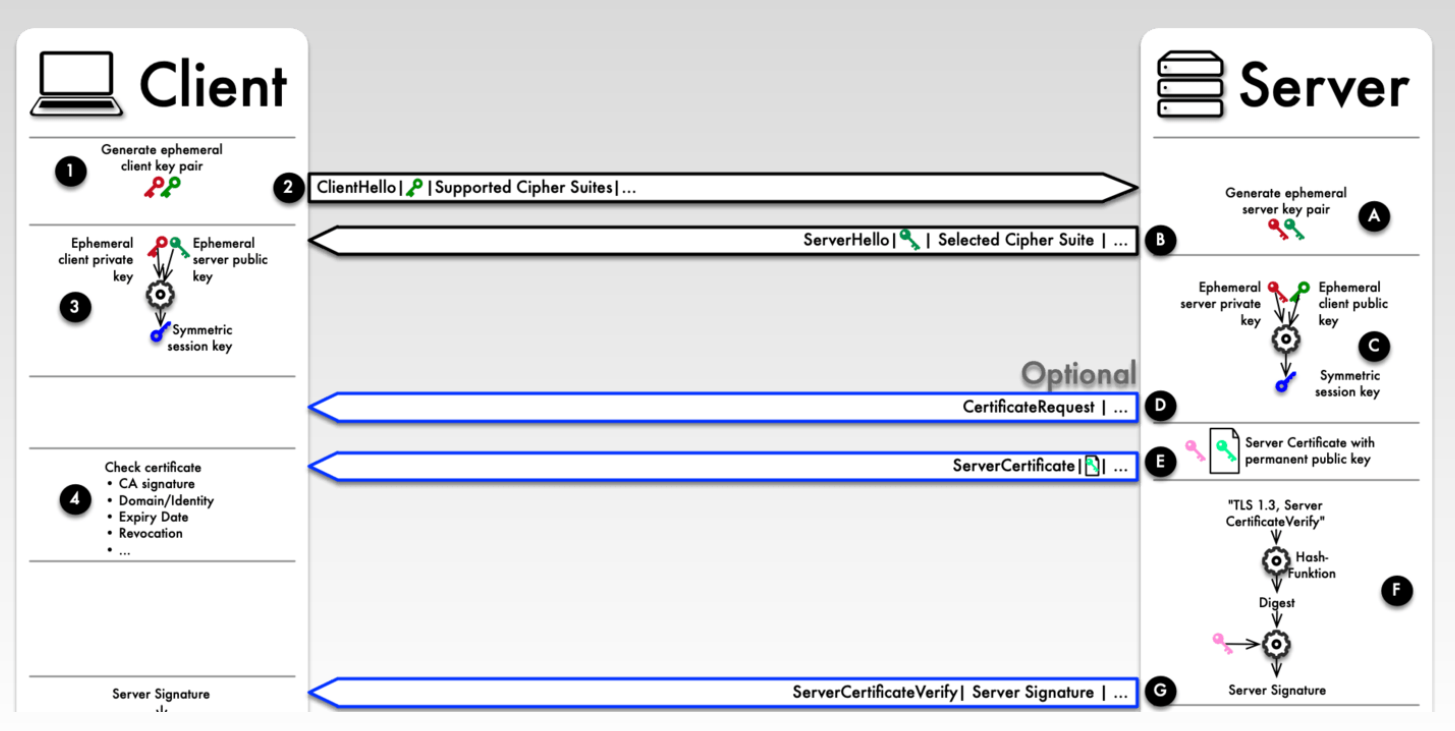 Client
Server
Generate ephemeral
client key pair
1
2
ClientHello| |Supported Cipher Suites|...
Generate ephemeral
server key pair
A
ServerHello| | Selected Cipher Suite | ...
B
Ephemeral
client private
key
Ephemeral
server public
key
3
Symmetric
session key
Ephemeral
server private
key
Ephemeral
client public
key
C
Symmetric
session key
Optional
CertificateRequest | ...
D
ServerCertificate| | ...
E
Server Certificate with
permanent public key
4
Check certificate
• CA signature
• Domain/Identity
• Expiry Date
• Revocation
• ...
"TLS 1.3, Server
CertificateVerify"
Hash-
Funktion
F
Digest
Server Signature
ServerCertificateVerify| Server Signature | ...
G
Server Signature